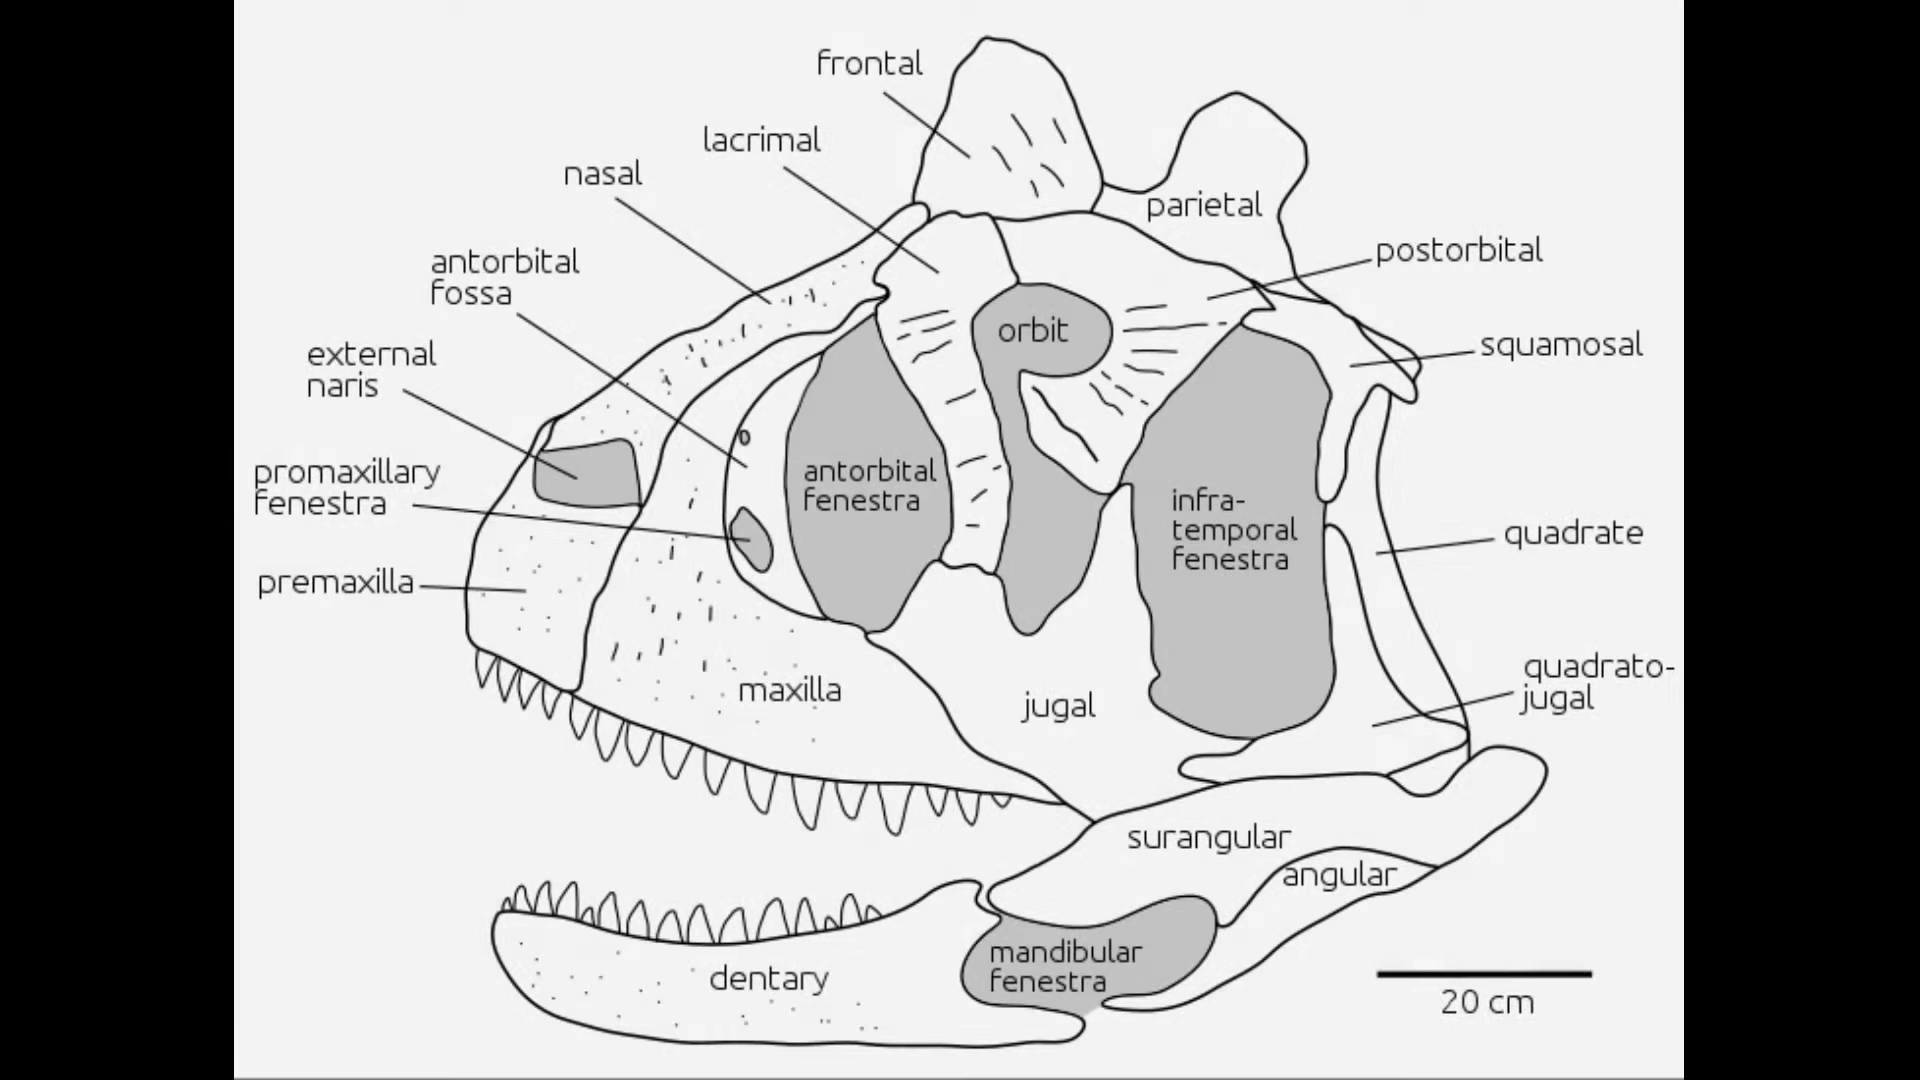 frontal
lacrimal
nasal
parietal
antorbital
fossa
postorbital
orbit
external
naris
squamosal
promaxillary
fenestra
antorbital
fenestra
infra-
temporal
fenestra
quadrate
premaxilla
maxilla
jugal
quadrato-
jugal
surangular
angular
mandibular
fenestra
dentary
20 cm